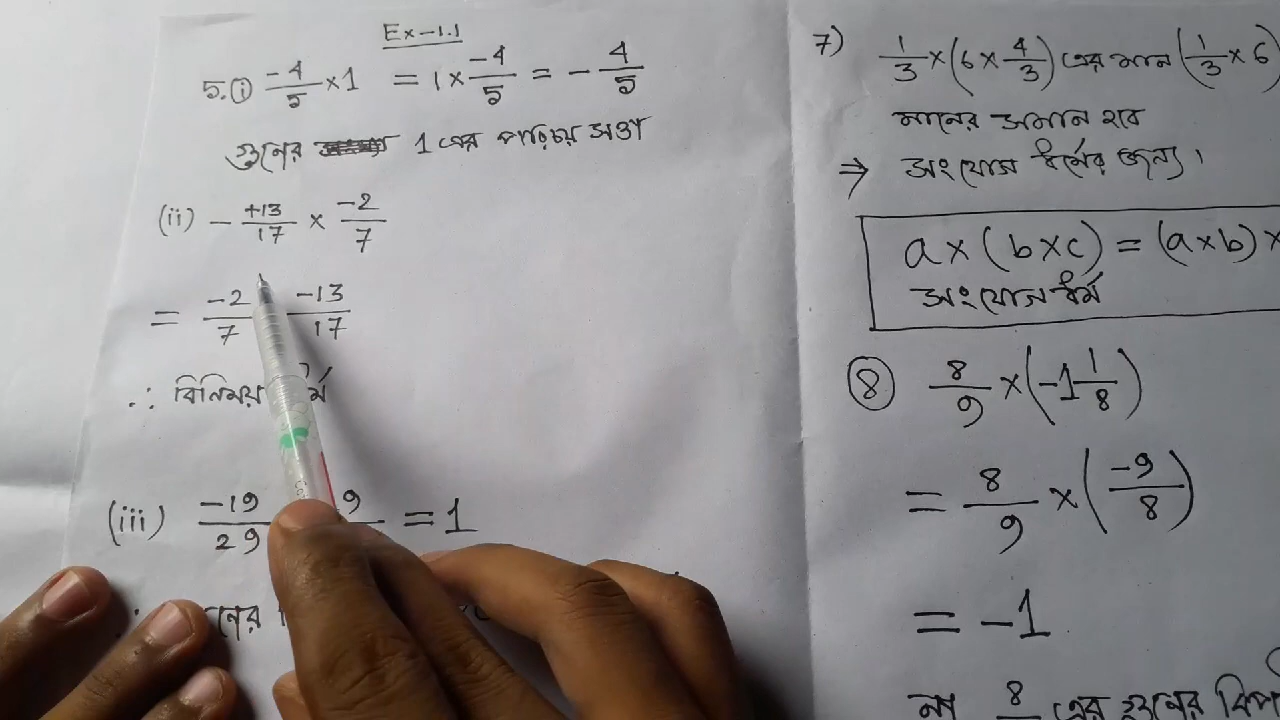 Ex-1.1
5. (i) -4/5 × 1 = 1 × -4/5 = - 4/5
গুনের 1 এর পরিচয় সত্তা
(ii) - +13/17 × -2/7
= -2/7 -13/17
∴ বিনিময়
(iii) -19/29 = 1
7) 1/3 × (6 × 4/3) এর মান (1/3 × 6)
মানের সমান হবে
⇒ সংযোগ ধর্মের জন্য।
a × (b × c) = (a × b) ×
সংযোগ ধর্ম
(8) 8/9 × (-1 1/8)
= 8/9 × (-9/8)
= -1
8 এর গুনের